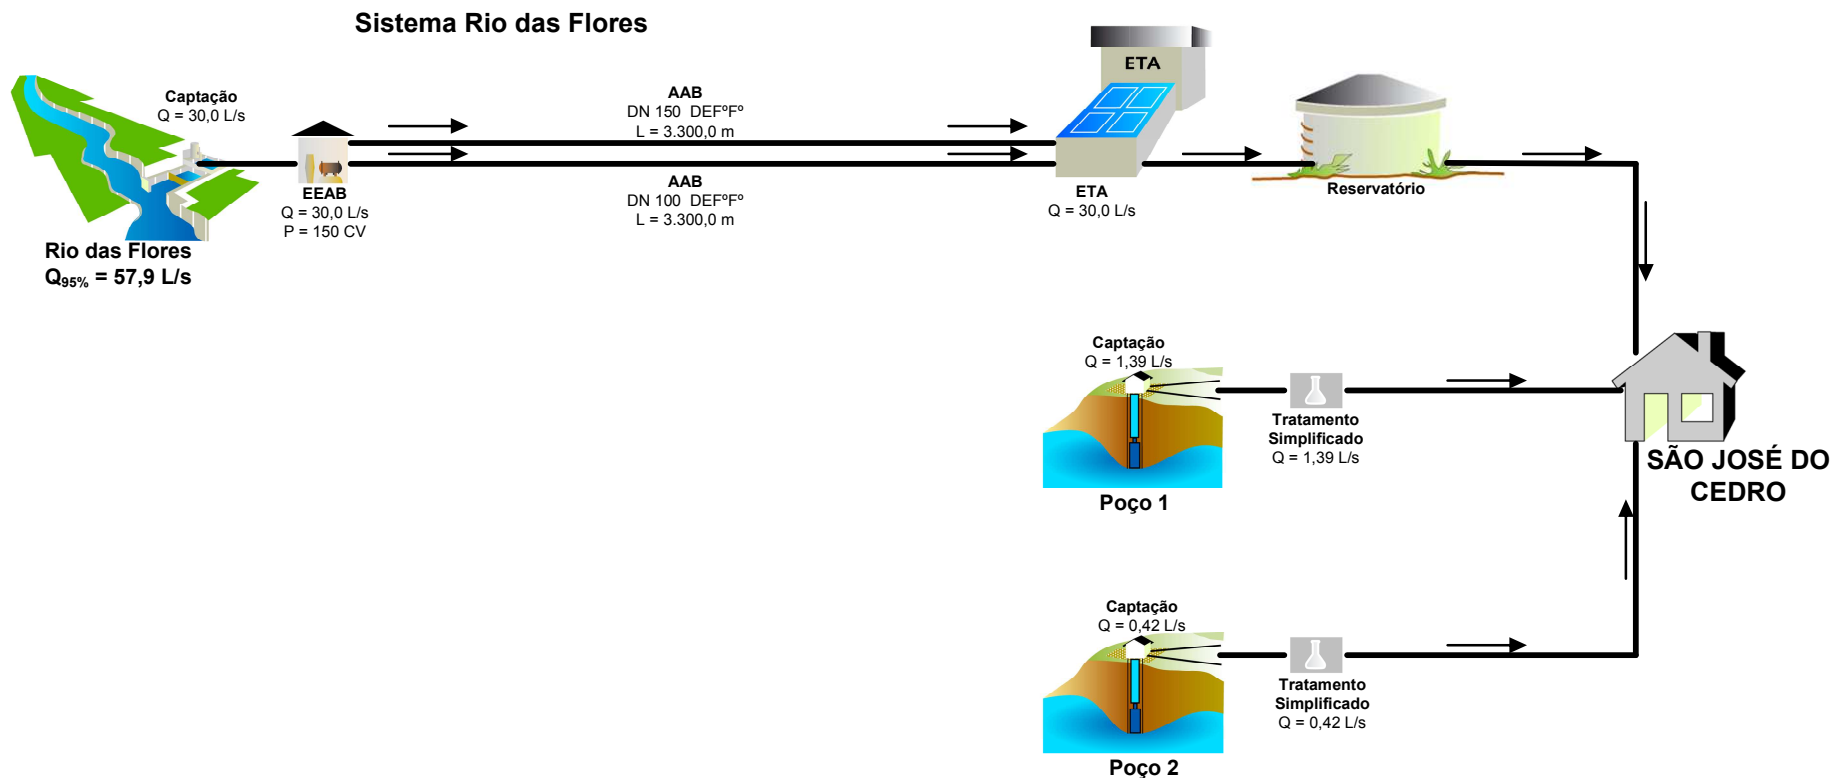 Sistema Rio das Flores
Captação
Q = 30,0 L/s
Rio das Flores
Q95% = 57,9 L/s
EEAB
Q = 30,0 L/s
P = 150 CV
AAB
DN 150 DEFºFº
L = 3.300,0 m
AAB
DN 100 DEFºFº
L = 3.300,0 m
ETA
ETA
Q = 30,0 L/s
Reservatório
Captação
Q = 1,39 L/s
Poço 1
Tratamento
Simplificado
Q = 1,39 L/s
SÃO JOSÉ DO
CEDRO
Captação
Q = 0,42 L/s
Poço 2
Tratamento
Simplificado
Q = 0,42 L/s